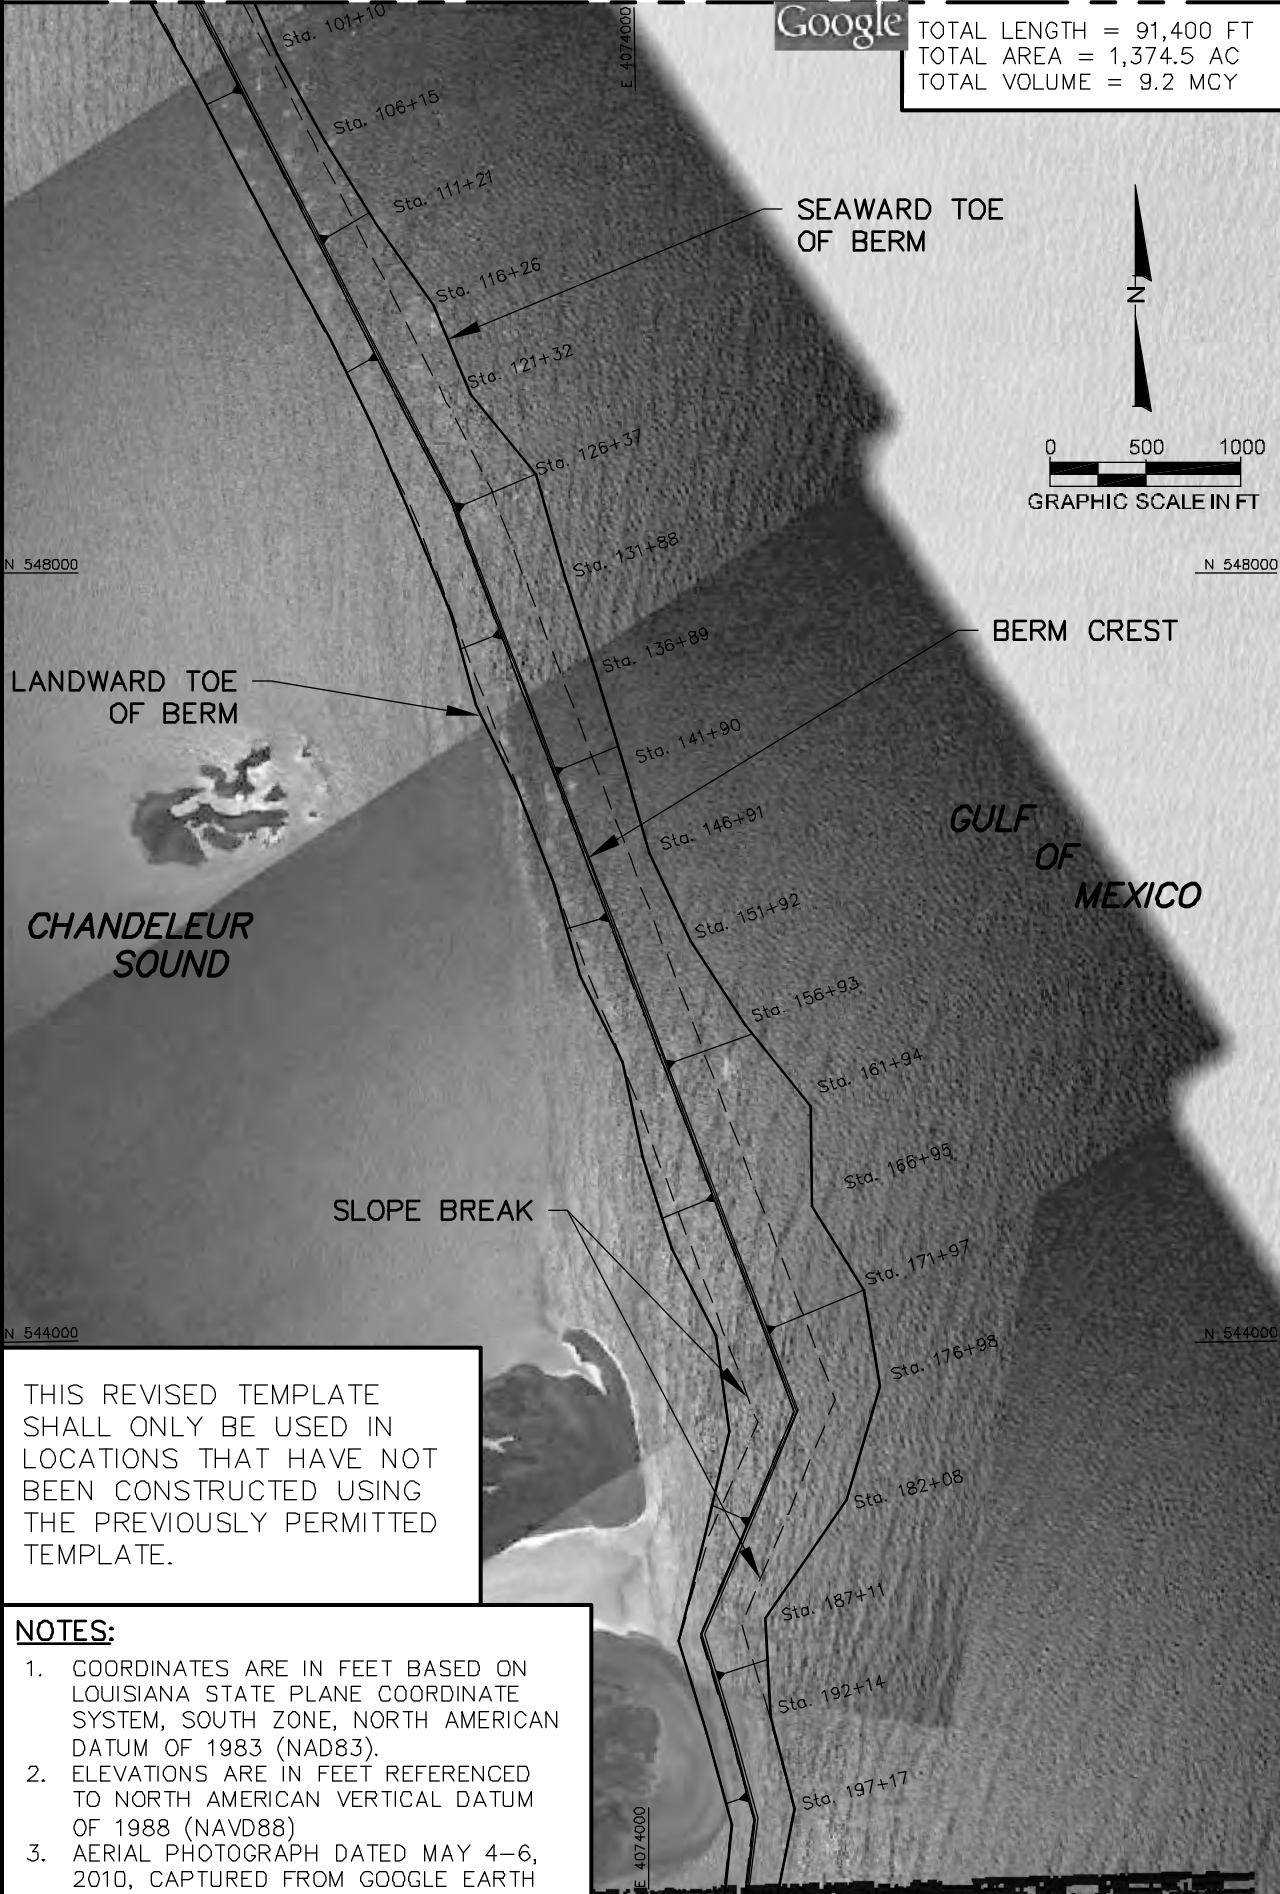 Google
TOTAL LENGTH = 91,400 FT
TOTAL AREA = 1,374.5 AC
TOTAL VOLUME = 9.2 MCY
E 4074000
Sta. 101+10
Sta. 106+15
Sta. 111+21
SEAWARD TOE
OF BERM
Sta. 116+26
N
Sta. 121+32
Sta. 126+37
0 500 1000
GRAPHIC SCALE IN FT
Sta. 131+88
N 548000
N 548000
BERM CREST
Sta. 136+89
LANDWARD TOE
OF BERM
Sta. 141+90
Sta. 146+91
GULF
OF
MEXICO
Sta. 151+92
CHANDELEUR
SOUND
Sta. 156+93
Sta. 161+94
Sta. 166+95
SLOPE BREAK
Sta. 171+97
N 544000
N 544000
Sta. 176+98
THIS REVISED TEMPLATE
SHALL ONLY BE USED IN
LOCATIONS THAT HAVE NOT
BEEN CONSTRUCTED USING
THE PREVIOUSLY PERMITTED
TEMPLATE.
Sta. 182+08
Sta. 187+11
Sta. 192+14
Sta. 197+17
E 4074000
NOTES:
1. COORDINATES ARE IN FEET BASED ON
LOUISIANA STATE PLANE COORDINATE
SYSTEM, SOUTH ZONE, NORTH AMERICAN
DATUM OF 1983 (NAD83).
2. ELEVATIONS ARE IN FEET REFERENCED
TO NORTH AMERICAN VERTICAL DATUM
OF 1988 (NAVD88)
3. AERIAL PHOTOGRAPH DATED MAY 4-6,
2010, CAPTURED FROM GOOGLE EARTH